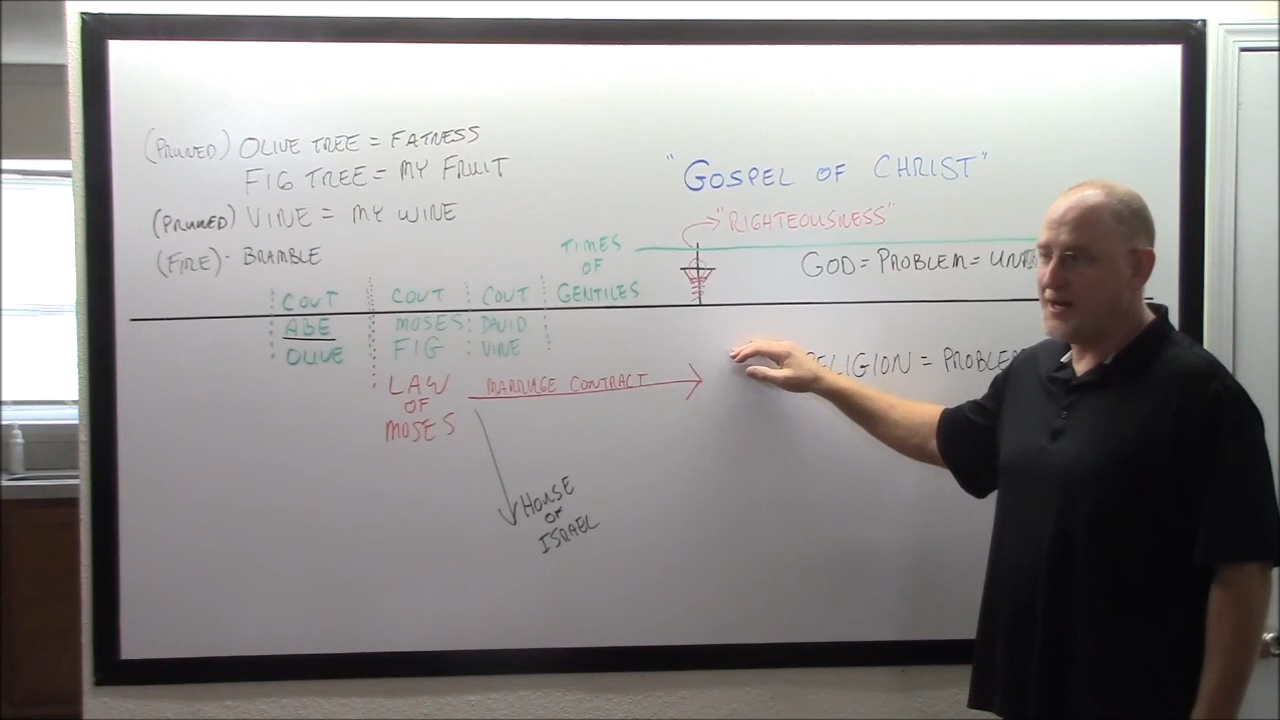 (PRUNED) OLIVE TREE = FATNESS
FIG TREE = MY FRUIT
(PRUNED) VINE = MY WINE
(FIRE) - BRAMBLE
"GOSPEL OF CHRIST"
"RIGHTEOUSNESS"
GOD = PROBLEM =
TIMES
OF
GENTILES
COVT
ABE
OLIVE
COVT
MOSES
FIG
COVT
DAVID
VINE
LAW
OF
MOSES
MARRIAGE CONTRACT
RELIGION =
HOUSE
OF
ISRAEL